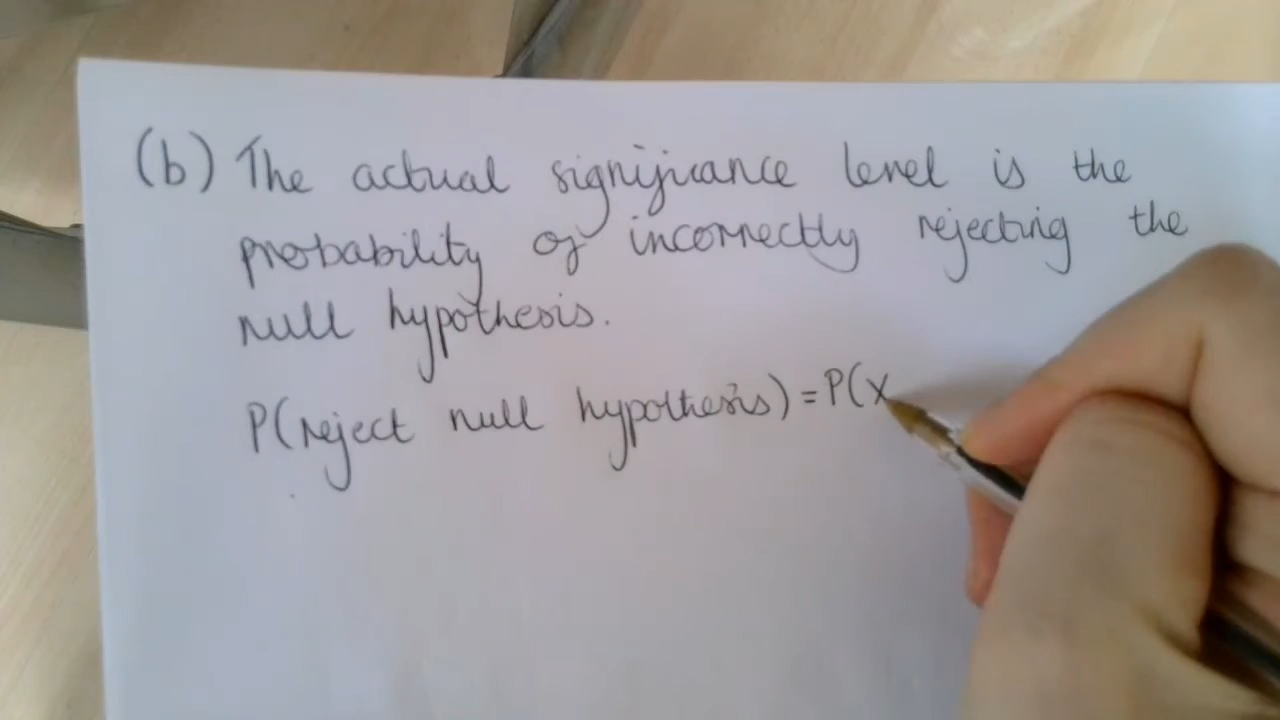 (b) The actual significance level is the
probability of incorrectly rejecting the
null hypothesis.
P(reject null hypothesis) = P(X